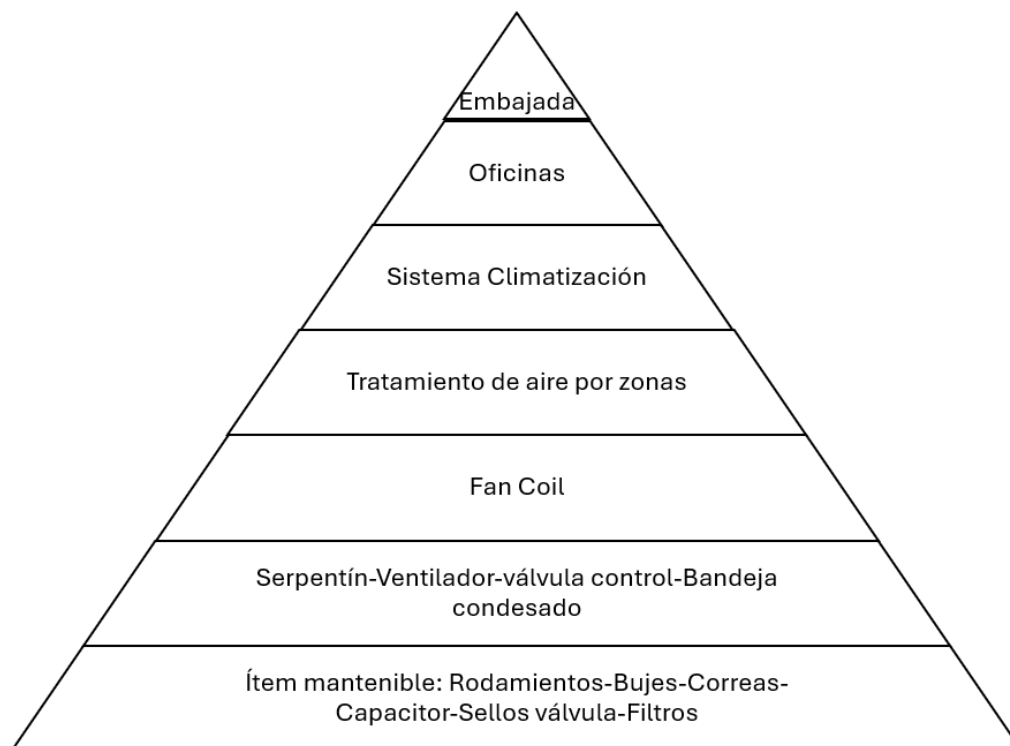 Embajada
Oficinas
Sistema Climatización
Tratamiento de aire por zonas
Fan Coil
Serpentín-Ventilador-válvula control-Bandeja
condesado
Ítem mantenible: Rodamientos-Bujes-Correas-
Capacitor-Sellos válvula-Filtros